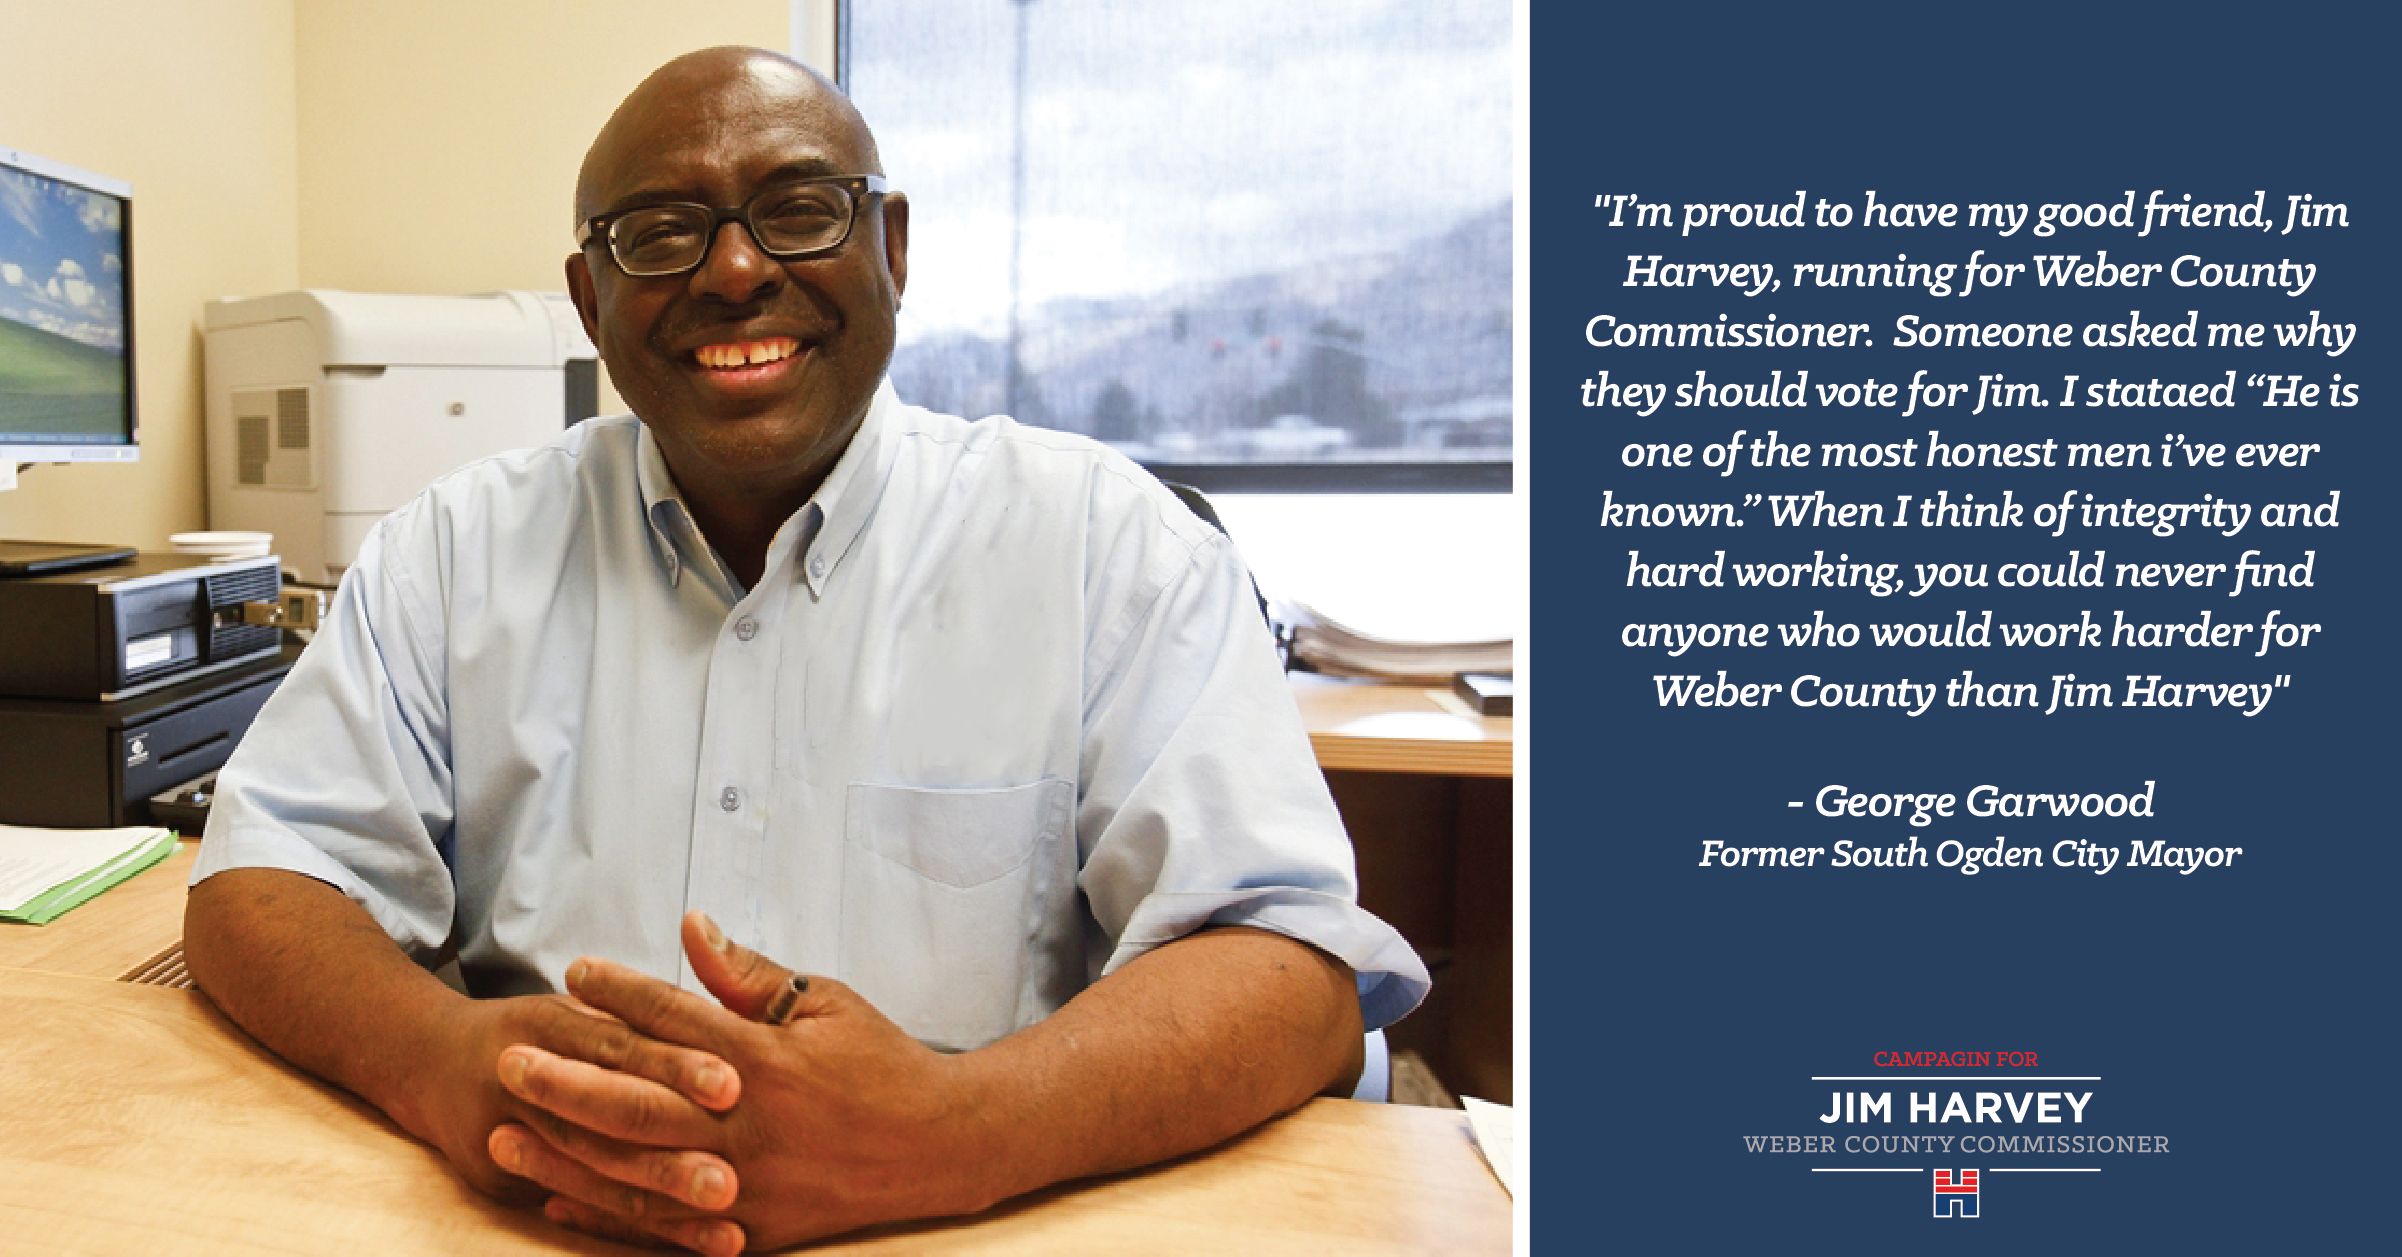 "I’m proud to have my good friend, Jim
Harvey, running for Weber County
Commissioner.  Someone asked me why
they should vote for Jim. I stataed “He is
one of the most honest men i’ve ever
known.” When I think of integrity and
hard working, you could never find
anyone who would work harder for
Weber County than Jim Harvey"
- George Garwood
Former South Ogden City Mayor
CAMPAGIN FOR
JIM HARVEY
WEBER COUNTY COMMISSIONER
H